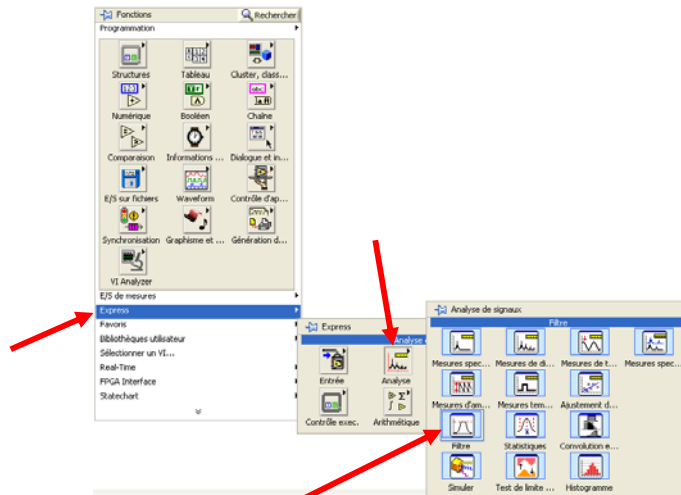 Fonctions Rechercher
Programmation
Structures Tableau Cluster, class...
Numérique Booléen Chaîne
Comparaison Informations ... Dialogue et in...
E/S sur fichiers Waveform Contrôle d'ap...
Synchronisation Graphisme et ... Génération d...
VI Analyzer
E/S de mesures
Express
Favoris
Bibliothèques utilisateur
Sélectionner un VI...
Real-Time
FPGA Interface
Statechart
Express
Analyse
Entrée Analyse
Contrôle exec. Arithmétique
Analyse de signaux
Filtre
Mesures spec... Mesures de di... Mesures de t... Mesures spec...
Mesures d'am... Mesures tem... Ajustement d...
Filtre Statistiques Convolution e...
Simuler Test de limite ... Histogramme